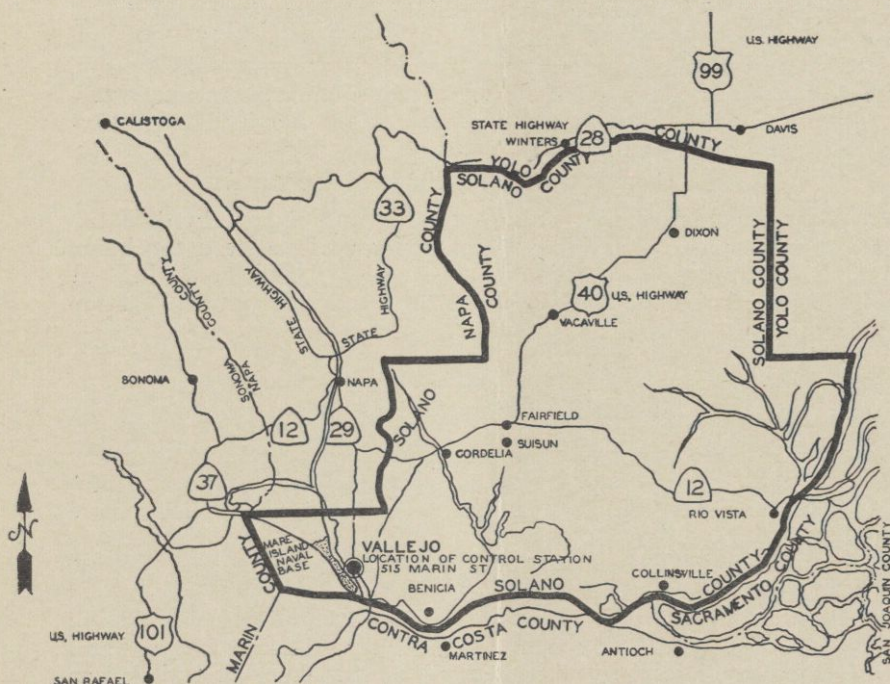 U.S. HIGHWAY
99
CALISTOGA
STATE HIGHWAY
WINTERS
28
COUNTY
DAVIS
YOLO
SOLANO COUNTY
33
COUNTY
NAPA
COUNTY
DIXON
SOLANO COUNTY
YOLO COUNTY
STATE HIGHWAY
STATE HIGHWAY
COUNTY
COUNTY
SONOMA
NAPA
40
U.S. HIGHWAY
VACAVILLE
SONOMA
NAPA
SOLANO
12
29
FAIRFIELD
SUISUN
CORDELIA
37
12
RIO VISTA
N
MARE
ISLAND
NAVAL
BASE
COUNTY
VALLEJO
LOCATION OF CONTROL STATION
515 MARIN ST.
BENICIA
SOLANO
COLLINSVILLE
COUNTY
SACRAMENTO COUNTY
SAN JOAQUIN COUNT
U.S. HIGHWAY
101
MARIN
CONTRA COSTA COUNTY
MARTINEZ
ANTIOCH
SAN RAFAEL